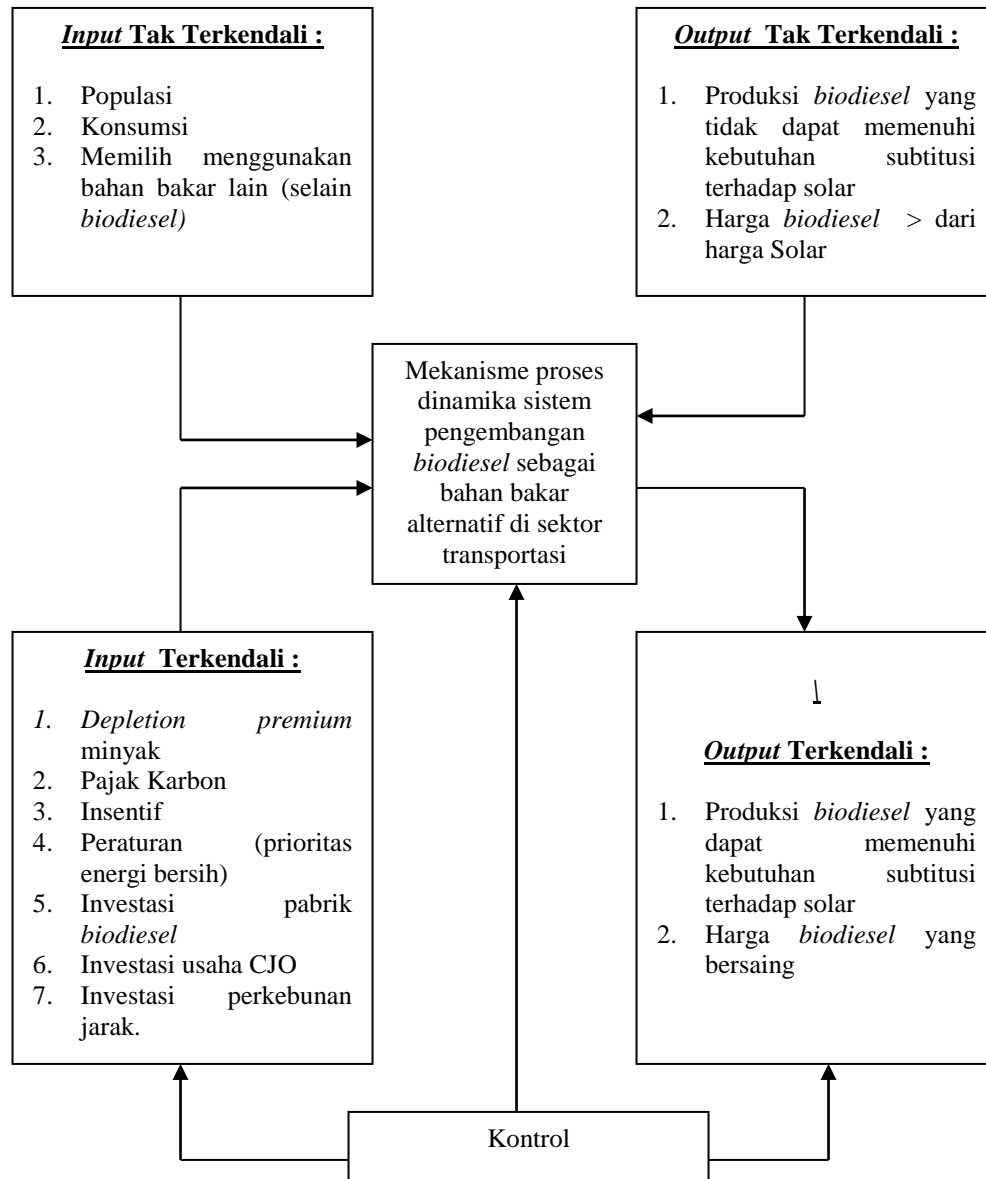 Input Tak Terkendali :
1. Populasi
2. Konsumsi
3. Memilih menggunakan
bahan bakar lain (selain
biodiesel)
Output Tak Terkendali :
1. Produksi biodiesel yang
tidak dapat memenuhi
kebutuhan subtitusi
terhadap solar
2. Harga biodiesel > dari
harga Solar
Mekanisme proses
dinamika sistem
pengembangan
biodiesel sebagai
bahan bakar
alternatif di sektor
transportasi
Input Terkendali :
1. Depletion premium
minyak
2. Pajak Karbon
3. Insentif
4. Peraturan (prioritas
energi bersih)
5. Investasi pabrik
biodiesel
6. Investasi usaha CJO
7. Investasi perkebunan
jarak.
\
Output Terkendali :
1. Produksi biodiesel yang
dapat memenuhi
kebutuhan subtitusi
terhadap solar
2. Harga biodiesel yang
bersaing
Kontrol